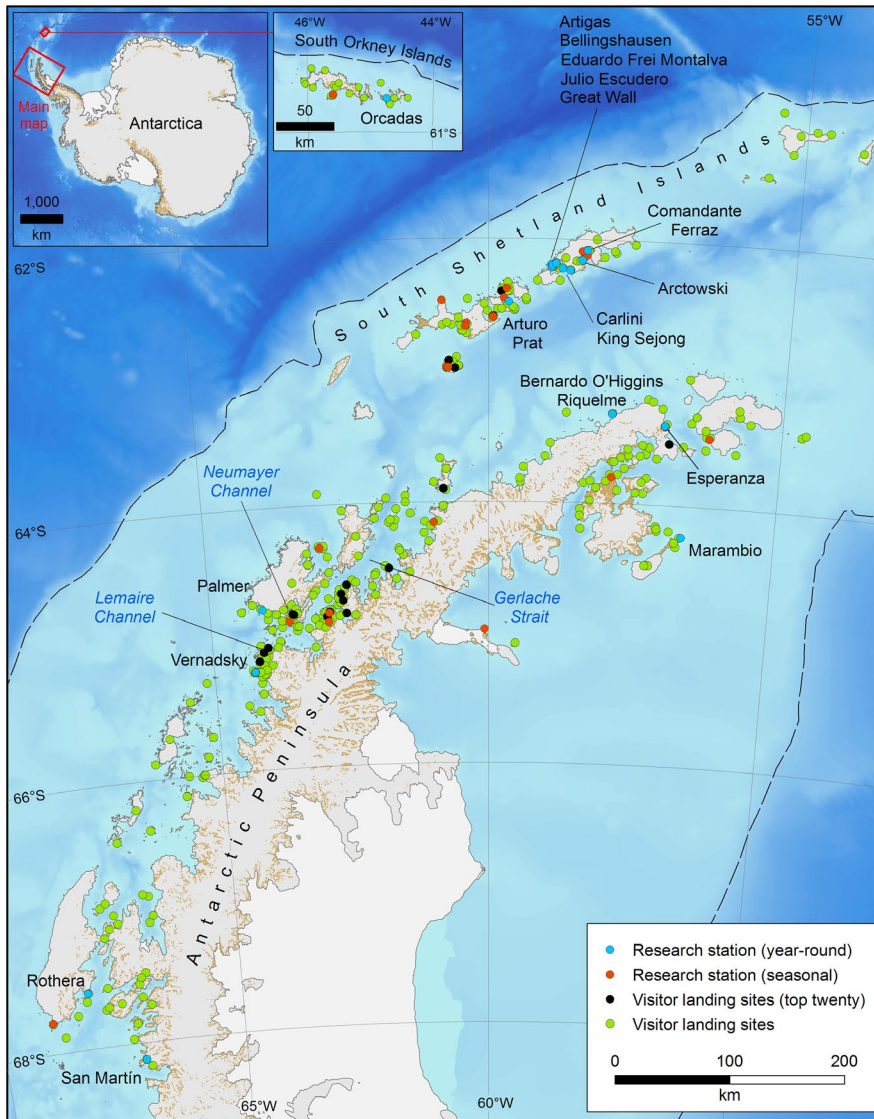 46°W
44°W
South Orkney Islands
Orcadas
50
km
61°S
Antarctica
Main
map
1,000
km
Artigas
Bellingshausen
Eduardo Frei Montalva
Julio Escudero
Great Wall
55°W
South Shetland Islands
Comandante
Ferraz
62°S
Arctowski
Carlini
King Sejong
Arturo
Prat
Bernardo O'Higgins
Riquelme
Esperanza
Neumayer
Channel
64°S
Marambio
Palmer
Lemaire
Channel
Gerlache
Strait
Vernadsky
Antarctic Peninsula
66°S
Rothera
68°S
San Martín
65°W
60°W
Research station (year-round)
Research station (seasonal)
Visitor landing sites (top twenty)
Visitor landing sites
0 100 200
km